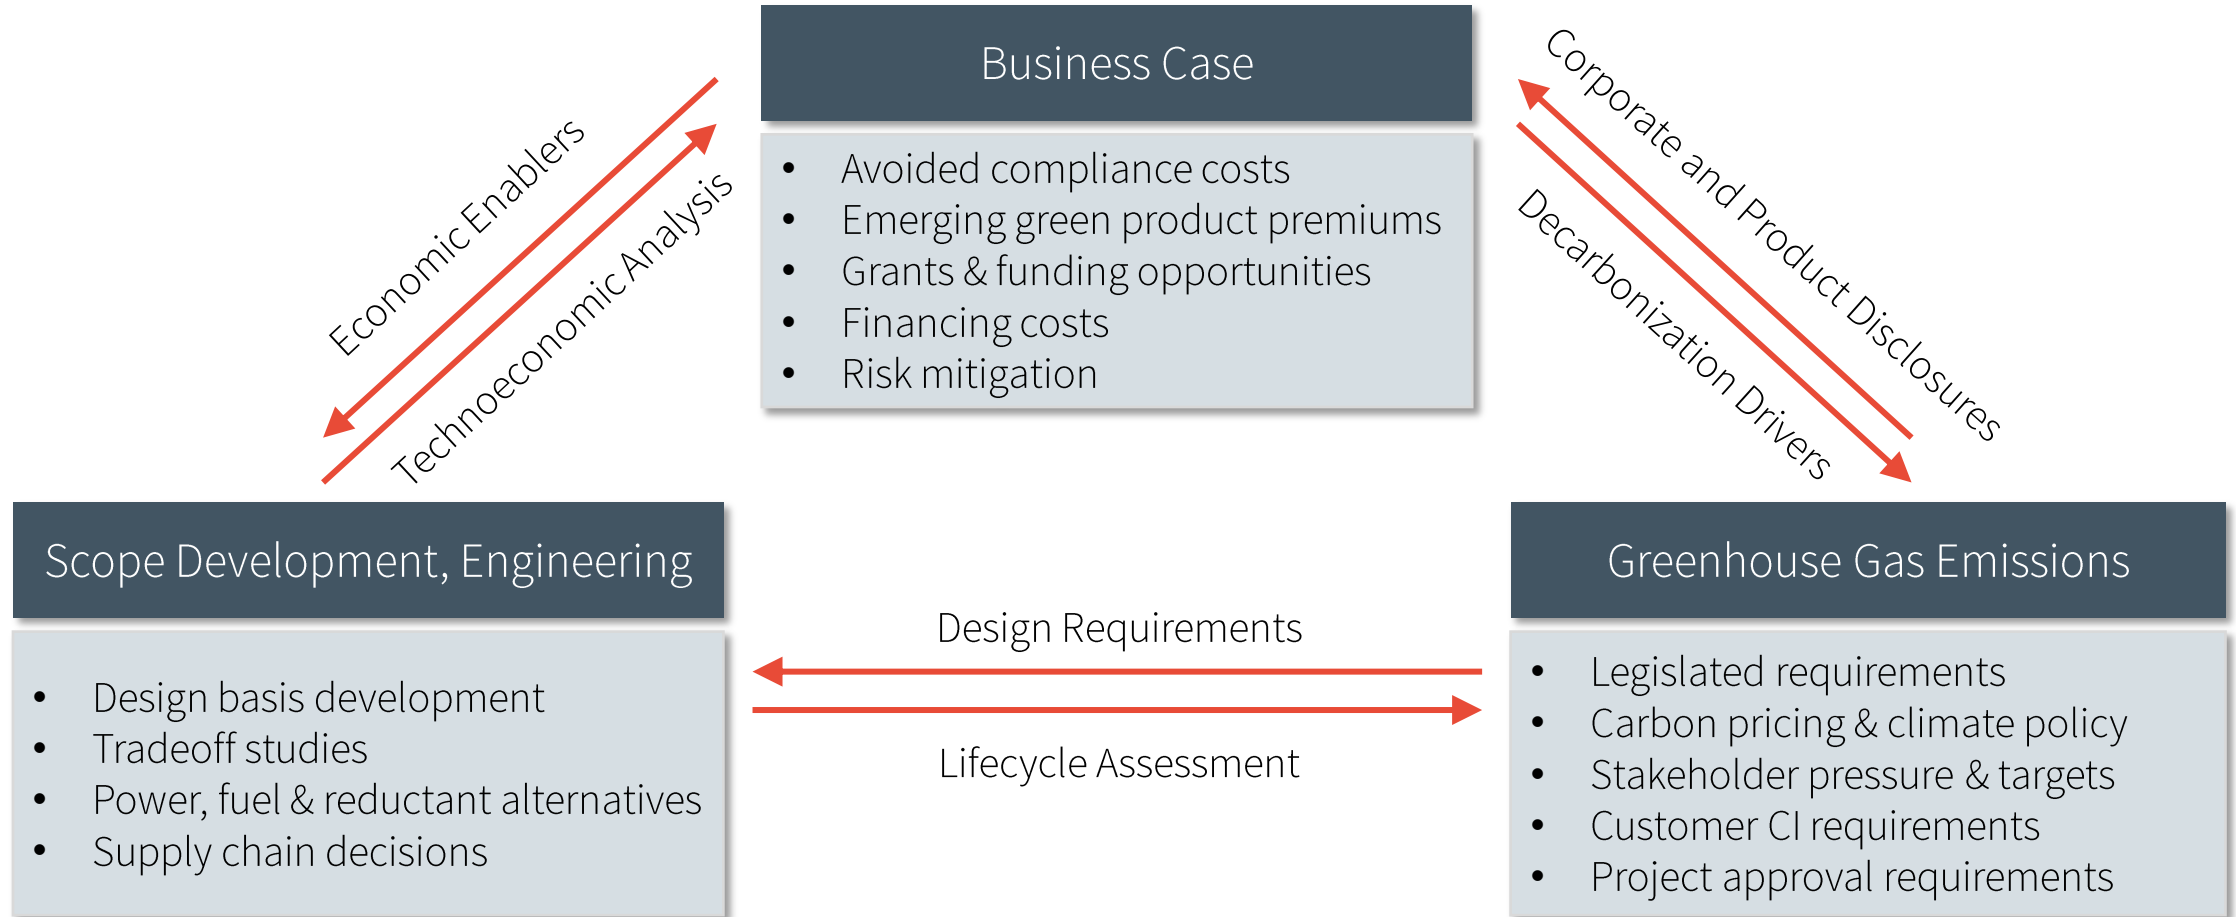 Business Case
• Avoided compliance costs
• Emerging green product premiums
• Grants & funding opportunities
• Financing costs
• Risk mitigation
Economic Enablers
Technoeconomic Analysis
Corporate and Product Disclosures
Decarbonization Drivers
Scope Development, Engineering
• Design basis development
• Tradeoff studies
• Power, fuel & reductant alternatives
• Supply chain decisions
Design Requirements
Lifecycle Assessment
Greenhouse Gas Emissions
• Legislated requirements
• Carbon pricing & climate policy
• Stakeholder pressure & targets
• Customer CI requirements
• Project approval requirements